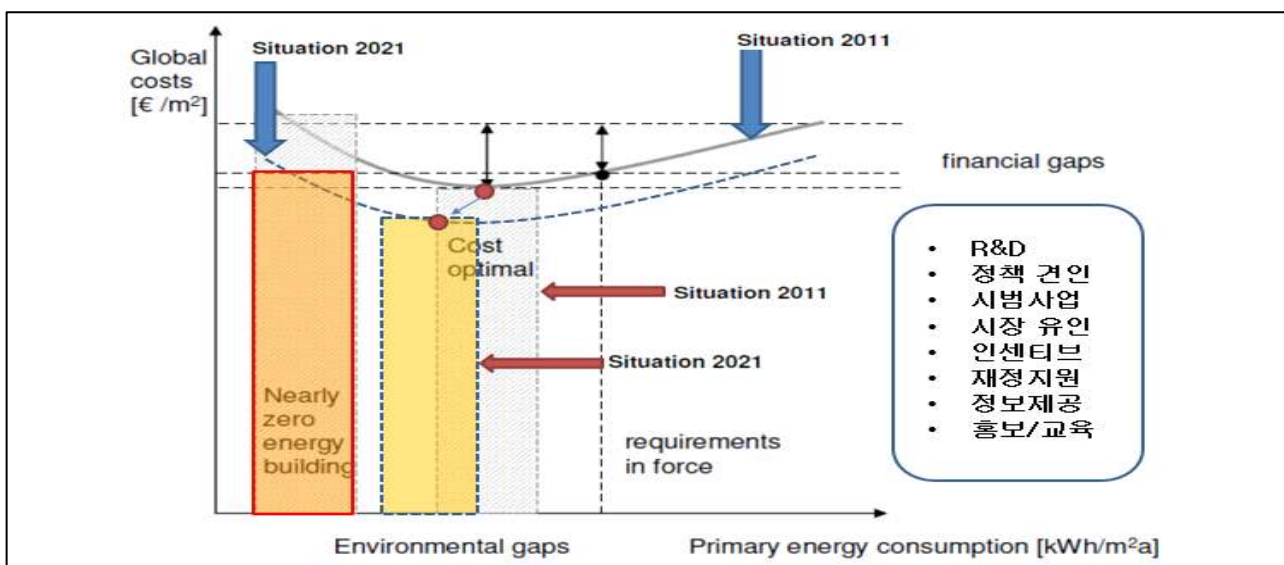 Global
costs
[€ /m²]
Situation 2021
Situation 2011
financial gaps
Cost
optimal
Situation 2011
Situation 2021
Nearly
zero
energy
building
requirements
in force
• R&D
• 정책 견인
• 시범사업
• 시장 유인
• 인센티브
• 재정지원
• 정보제공
• 홍보/교육
Environmental gaps
Primary energy consumption [kWh/m²a]